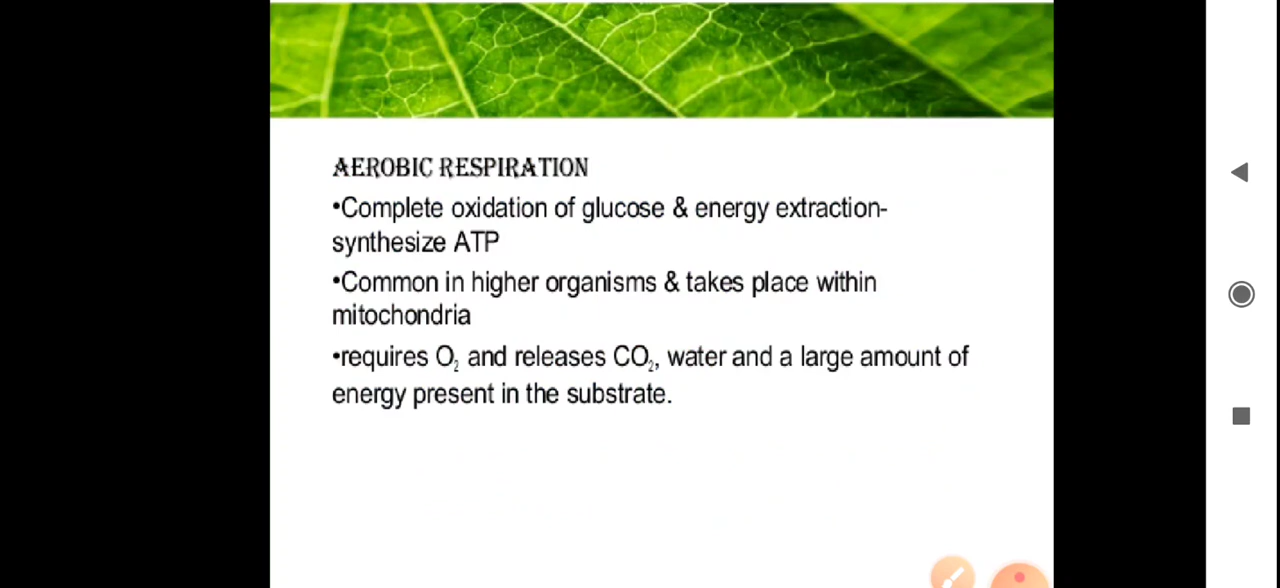 AEROBIC RESPIRATION
•Complete oxidation of glucose & energy extraction-
synthesize ATP
•Common in higher organisms & takes place within
mitochondria
•requires O₂ and releases CO₂, water and a large amount of
energy present in the substrate.